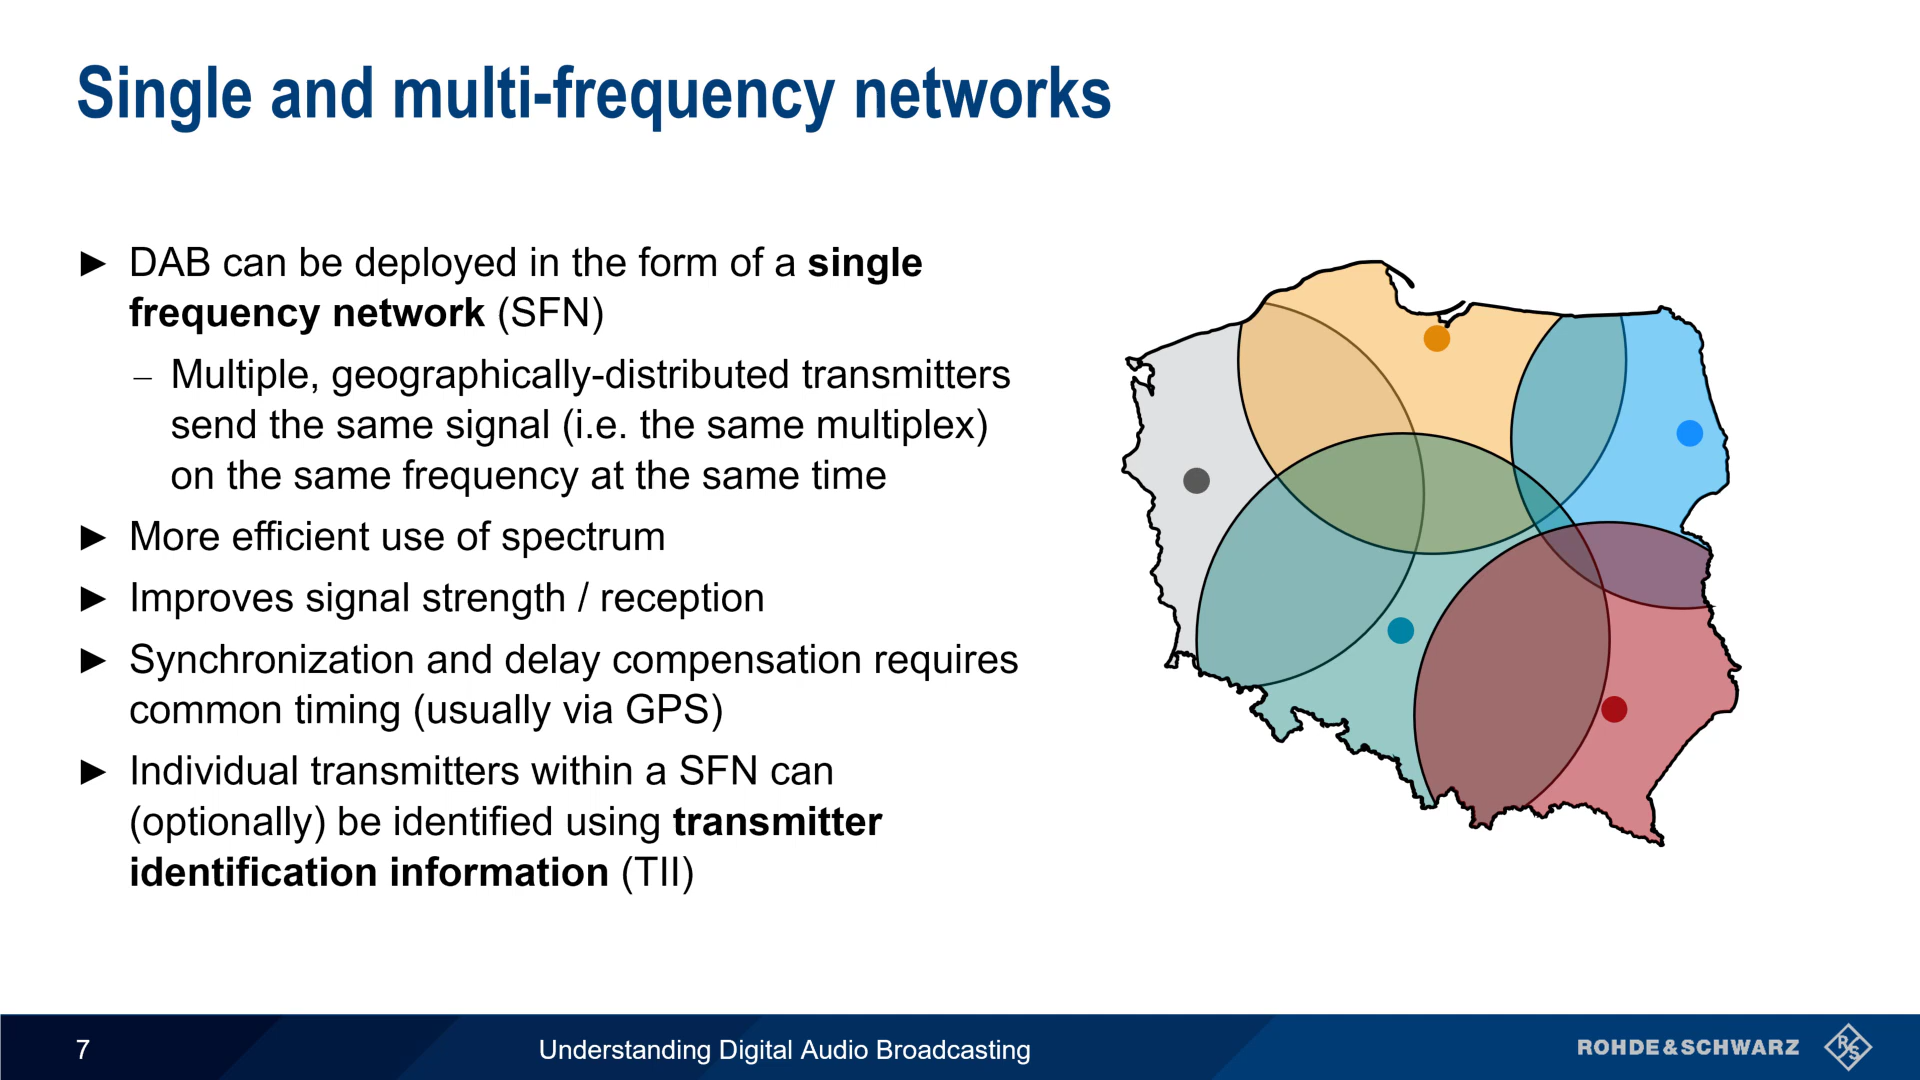 Single and multi-frequency networks
► DAB can be deployed in the form of a single
frequency network (SFN)
– Multiple, geographically-distributed transmitters
send the same signal (i.e. the same multiplex)
on the same frequency at the same time
► More efficient use of spectrum
► Improves signal strength / reception
► Synchronization and delay compensation requires
common timing (usually via GPS)
► Individual transmitters within a SFN can
(optionally) be identified using transmitter
identification information (TII)
7
Understanding Digital Audio Broadcasting
ROHDE&SCHWARZ
R&S